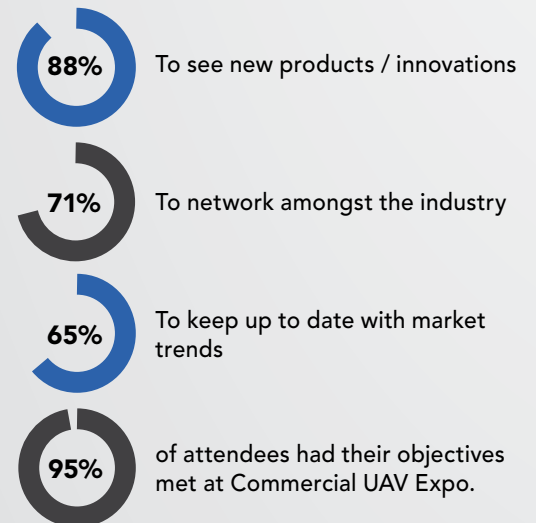 88%
To see new products / innovations
71%
To network amongst the industry
65%
To keep up to date with market
trends
95%
of attendees had their objectives
met at Commercial UAV Expo.